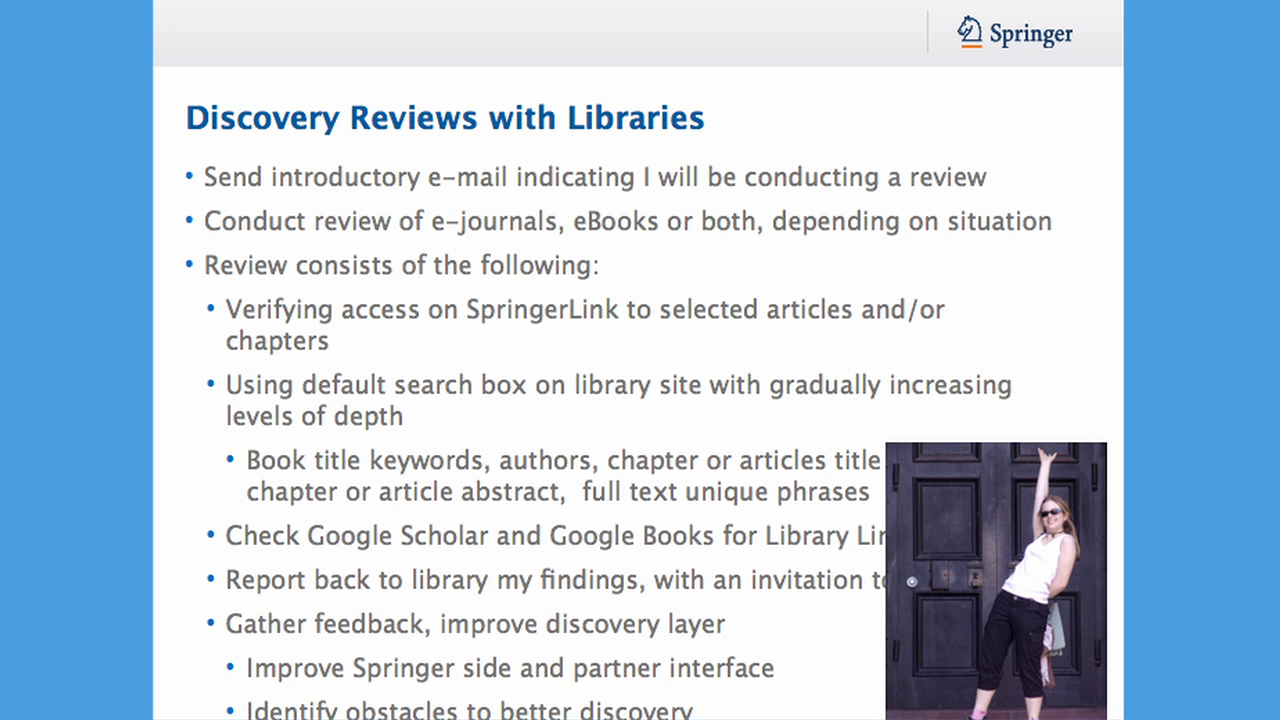 Springer
Discovery Reviews with Libraries
• Send introductory e-mail indicating I will be conducting a review
• Conduct review of e-journals, eBooks or both, depending on situation
• Review consists of the following:
• Verifying access on SpringerLink to selected articles and/or
chapters
• Using default search box on library site with gradually increasing
levels of depth
• Book title keywords, authors, chapter or articles title
chapter or article abstract,  full text unique phrases
• Check Google Scholar and Google Books for Library
• Report back to library my findings, with an invitation
• Gather feedback, improve discovery layer
• Improve Springer side and partner interface
• Identify obstacles to better discovery